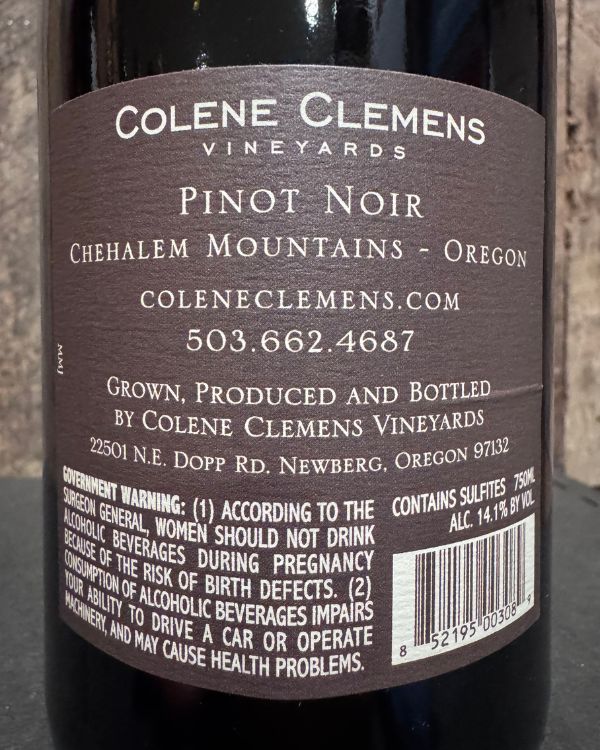 COLENE CLEMENS
VINEYARDS
PINOT NOIR
CHEHALEM MOUNTAINS - OREGON
COLENECLEMENS.COM
503.662.4687
MMJ
GROWN, PRODUCED AND BOTTLED
BY COLENE CLEMENS VINEYARDS
22501 N.E. DOPP RD. NEWBERG, OREGON 97132
GOVERNMENT WARNING: (1) ACCORDING TO THE
SURGEON GENERAL, WOMEN SHOULD NOT DRINK
ALCOHOLIC BEVERAGES DURING PREGNANCY
BECAUSE OF THE RISK OF BIRTH DEFECTS. (2)
CONSUMPTION OF ALCOHOLIC BEVERAGES IMPAIRS
YOUR ABILITY TO DRIVE A CAR OR OPERATE
MACHINERY, AND MAY CAUSE HEALTH PROBLEMS.
CONTAINS SULFITES 750ML
ALC. 14.1% BY VOL.
8 52195 00308 9